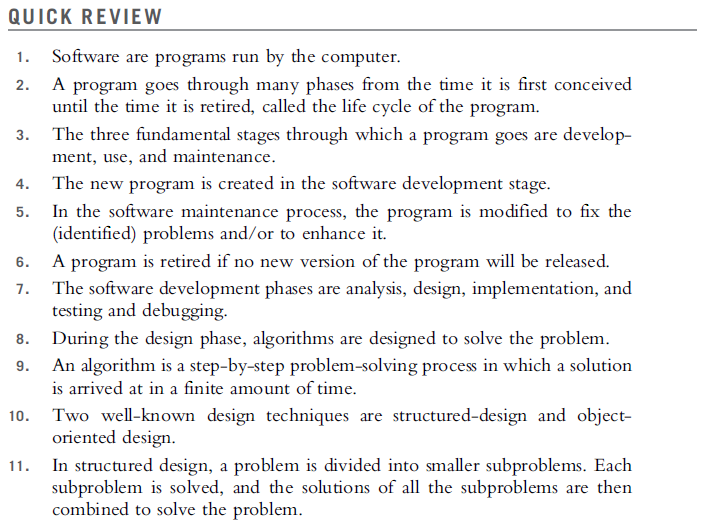 QUICK REVIEW
1. Software are programs run by the computer.
2. A program goes through many phases from the time it is first conceived
until the time it is retired, called the life cycle of the program.
3. The three fundamental stages through which a program goes are develop-
ment, use, and maintenance.
4. The new program is created in the software development stage.
5. In the software maintenance process, the program is modified to fix the
(identified) problems and/or to enhance it.
6. A program is retired if no new version of the program will be released.
7. The software development phases are analysis, design, implementation, and
testing and debugging.
8. During the design phase, algorithms are designed to solve the problem.
9. An algorithm is a step-by-step problem-solving process in which a solution
is arrived at in a finite amount of time.
10. Two well-known design techniques are structured-design and object-
oriented design.
11. In structured design, a problem is divided into smaller subproblems. Each
subproblem is solved, and the solutions of all the subproblems are then
combined to solve the problem.